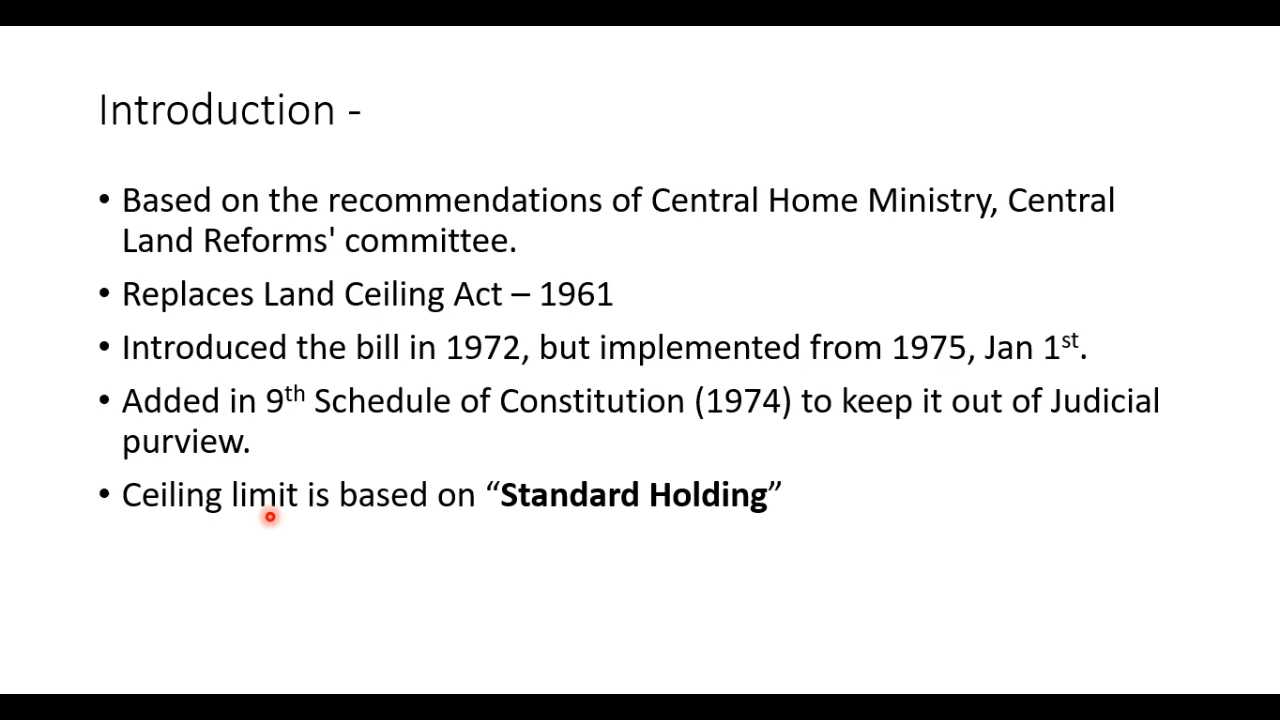 Introduction -
• Based on the recommendations of Central Home Ministry, Central
Land Reforms' committee.
• Replaces Land Ceiling Act – 1961
• Introduced the bill in 1972, but implemented from 1975, Jan 1st.
• Added in 9th Schedule of Constitution (1974) to keep it out of Judicial
purview.
• Ceiling limit is based on “Standard Holding”